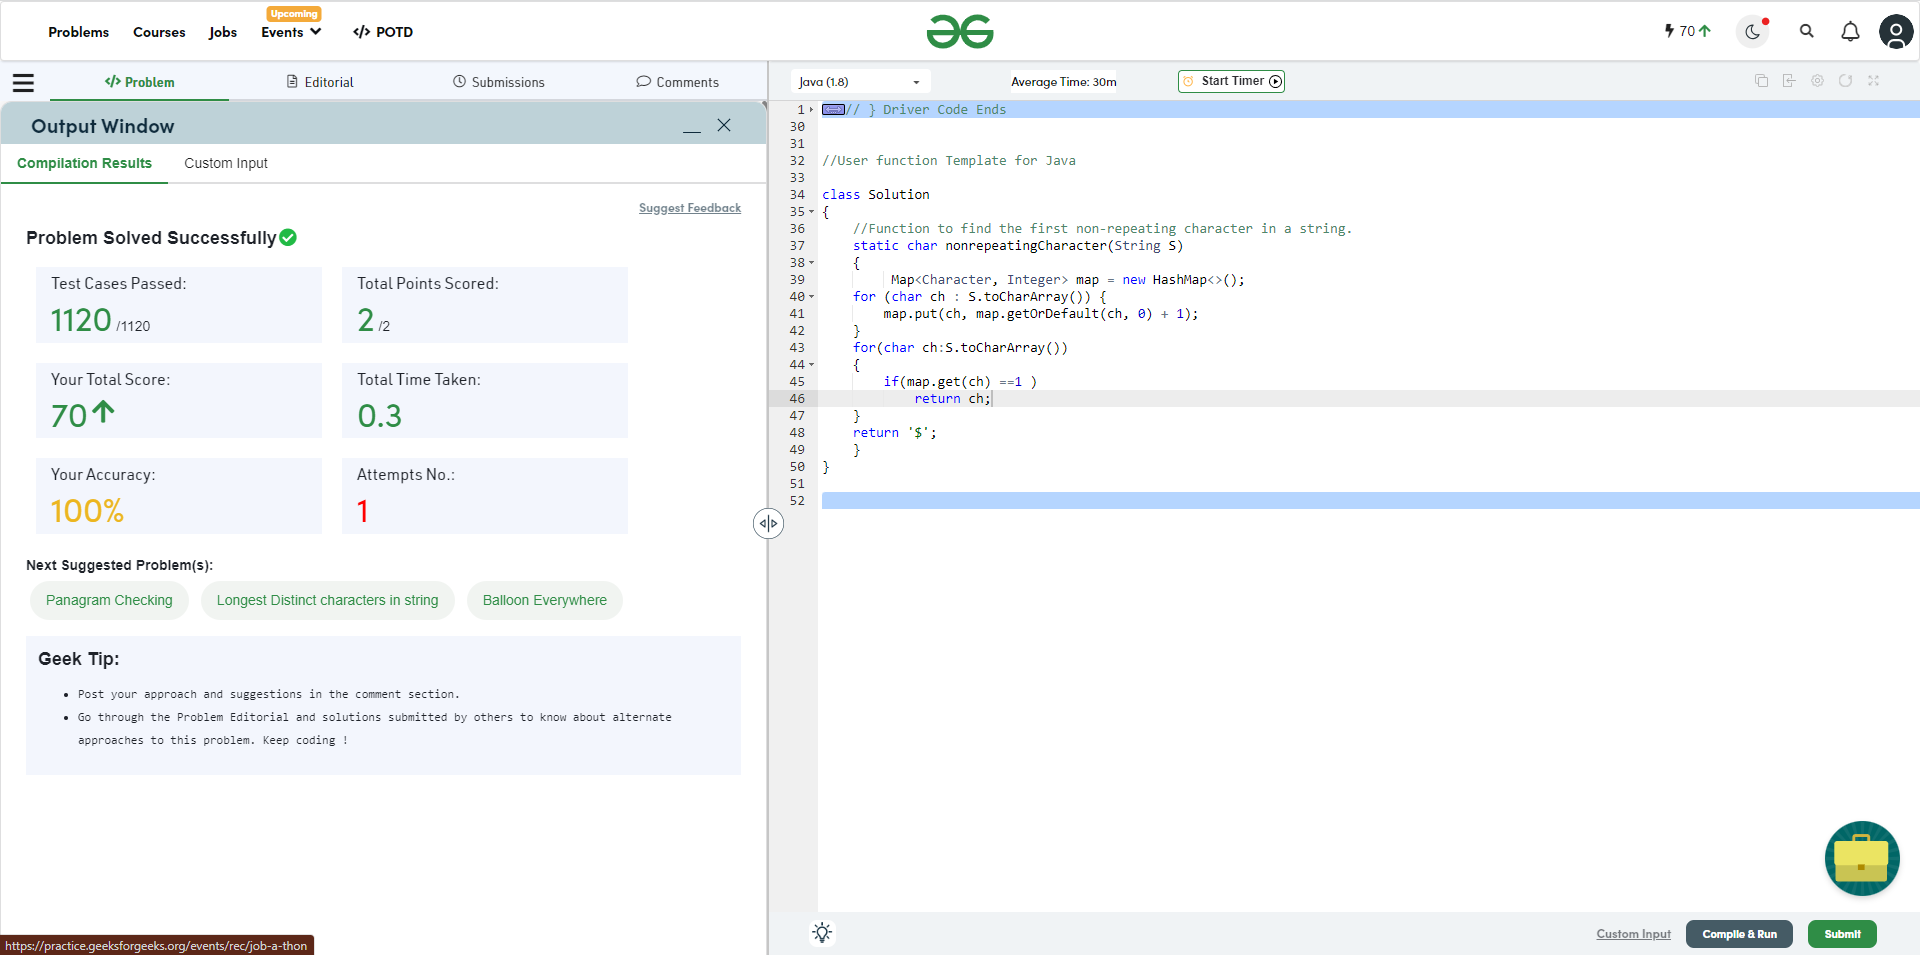 Problems Courses Jobs Events Upcoming </> POTD
70
</> Problem Editorial Submissions Comments
Output Window
Compilation Results Custom Input
Suggest Feedback
Problem Solved Successfully
Test Cases Passed:
1120 /1120
Total Points Scored:
2 /2
Your Total Score:
70
Total Time Taken:
0.3
Your Accuracy:
100%
Attempts No.:
1
Next Suggested Problem(s):
Panagram Checking Longest Distinct characters in string Balloon Everywhere
Geek Tip:
• Post your approach and suggestions in the comment section.
• Go through the Problem Editorial and solutions submitted by others to know about alternate
approaches to this problem. Keep coding !
https://practice.geeksforgeeks.org/events/rec/job-a-thon
Java (1.8) Average Time: 30m Start Timer
1 // } Driver Code Ends
30
31
32 //User function Template for Java
33
34 class Solution
35 {
36 //Function to find the first non-repeating character in a string.
37 static char nonrepeatingCharacter(String S)
38 {
39 Map<Character, Integer> map = new HashMap<>();
40 for (char ch : S.toCharArray()) {
41 map.put(ch, map.getOrDefault(ch, 0) + 1);
42 }
43 for(char ch:S.toCharArray())
44 {
45 if(map.get(ch) ==1 )
46 return ch;
47 }
48 return '$';
49 }
50 }
51
52
Custom Input Compile & Run Submit